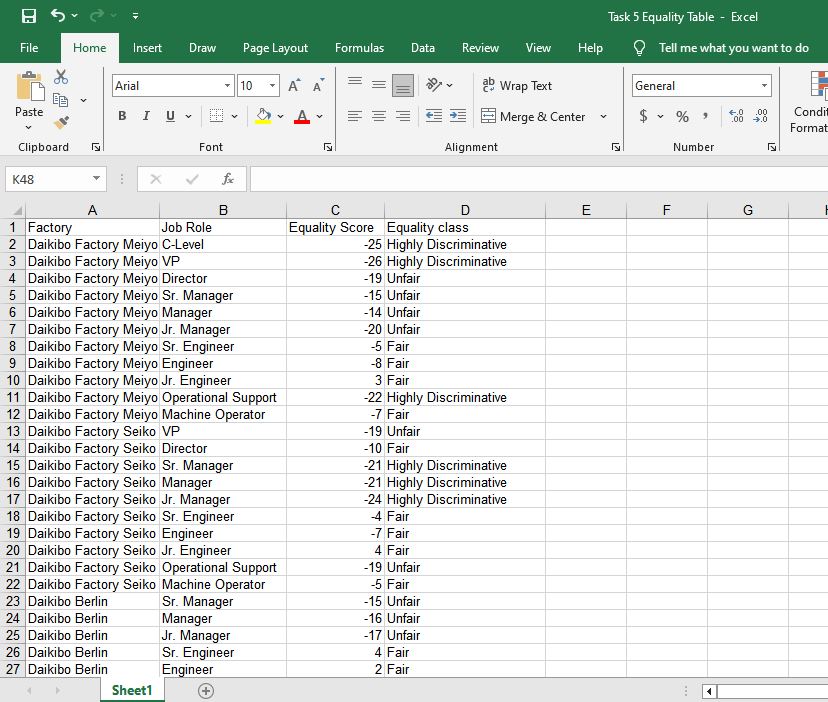 Task 5 Equality Table - Excel
File Home Insert Draw Page Layout Formulas Data Review View Help Tell me what you want to do
Paste
Arial 10 A A
Wrap Text
General
B I U A
Merge & Center
$ % ,
Clipboard Font Alignment Number
K48 fx
A B C D E F G
1 Factory Job Role Equality Score Equality class
2 Daikibo Factory Meiyo C-Level -25 Highly Discriminative
3 Daikibo Factory Meiyo VP -26 Highly Discriminative
4 Daikibo Factory Meiyo Director -19 Unfair
5 Daikibo Factory Meiyo Sr. Manager -15 Unfair
6 Daikibo Factory Meiyo Manager -14 Unfair
7 Daikibo Factory Meiyo Jr. Manager -20 Unfair
8 Daikibo Factory Meiyo Sr. Engineer -5 Fair
9 Daikibo Factory Meiyo Engineer -8 Fair
10 Daikibo Factory Meiyo Jr. Engineer 3 Fair
11 Daikibo Factory Meiyo Operational Support -22 Highly Discriminative
12 Daikibo Factory Meiyo Machine Operator -7 Fair
13 Daikibo Factory Seiko VP -19 Unfair
14 Daikibo Factory Seiko Director -10 Fair
15 Daikibo Factory Seiko Sr. Manager -21 Highly Discriminative
16 Daikibo Factory Seiko Manager -21 Highly Discriminative
17 Daikibo Factory Seiko Jr. Manager -24 Highly Discriminative
18 Daikibo Factory Seiko Sr. Engineer -4 Fair
19 Daikibo Factory Seiko Engineer -7 Fair
20 Daikibo Factory Seiko Jr. Engineer 4 Fair
21 Daikibo Factory Seiko Operational Support -19 Unfair
22 Daikibo Factory Seiko Machine Operator -5 Fair
23 Daikibo Berlin Sr. Manager -15 Unfair
24 Daikibo Berlin Manager -16 Unfair
25 Daikibo Berlin Jr. Manager -17 Unfair
26 Daikibo Berlin Sr. Engineer 4 Fair
27 Daikibo Berlin Engineer 2 Fair
Sheet1